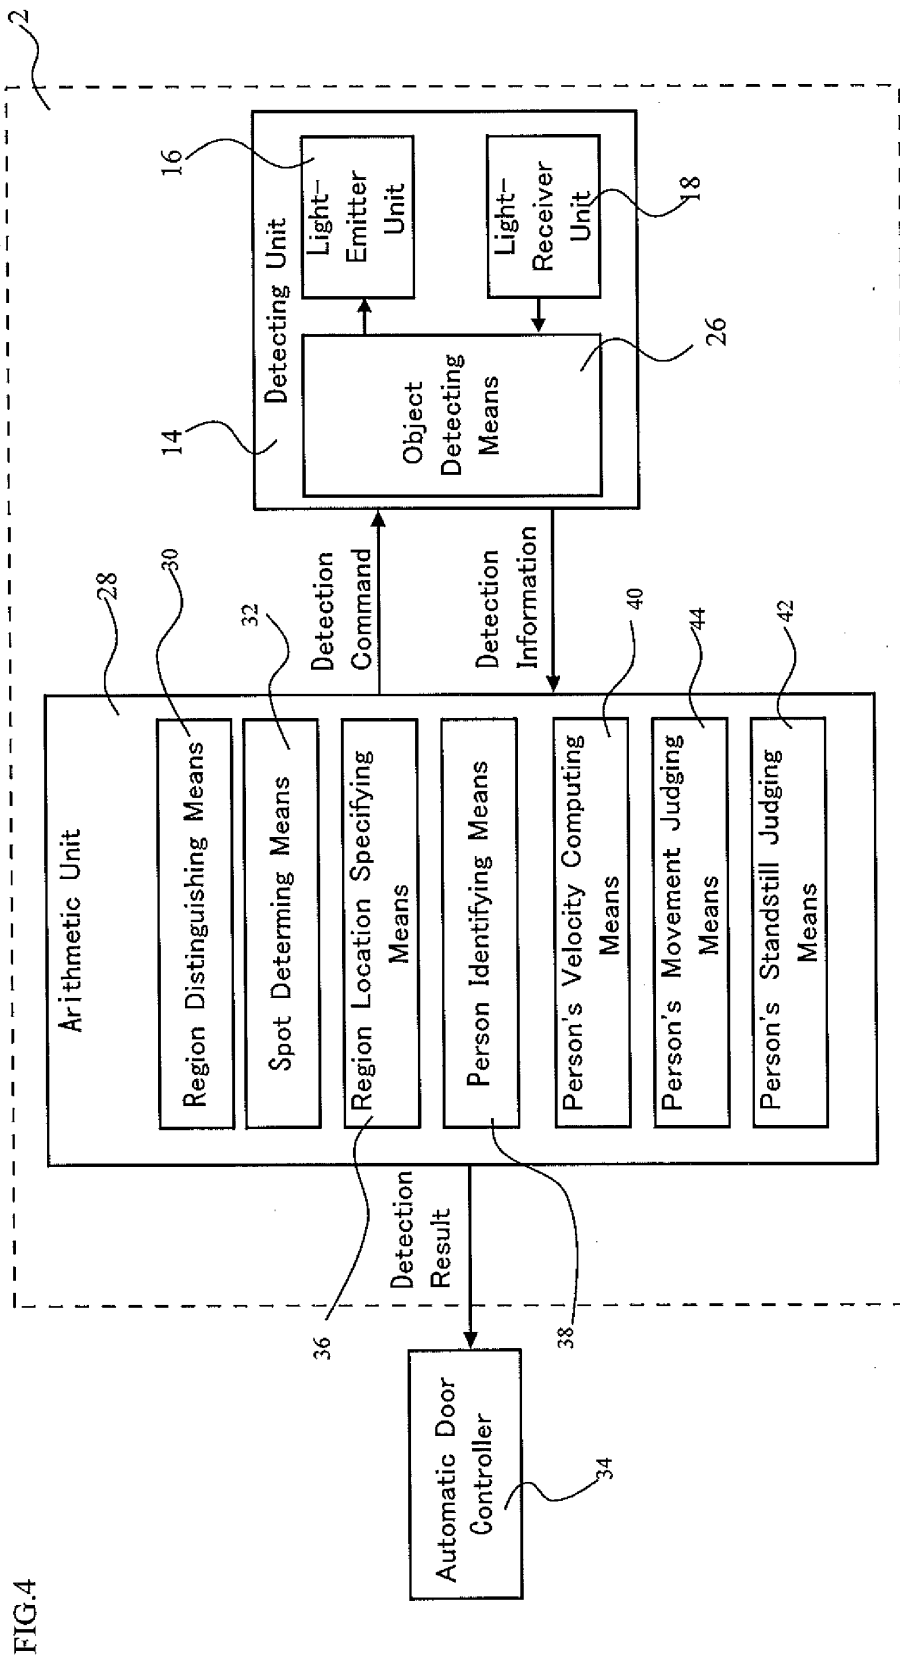 FIG.4
2
Arithmetic Unit
28
Region Distinguishing Means
30
Spot Determining Means
32
Region Location Specifying
Means
36
Person Identifying Means
38
Person's Velocity Computing
Means
40
Person's Movement Judging
Means
44
Person's Standstill Judging
Means
42
Detection
Result
Automatic Door
Controller
34
Detection
Command
Detection
Information
14
Detecting Unit
Object
Detecting
Means
26
Light-
Emitter
Unit
16
Light-
Receiver
Unit
18